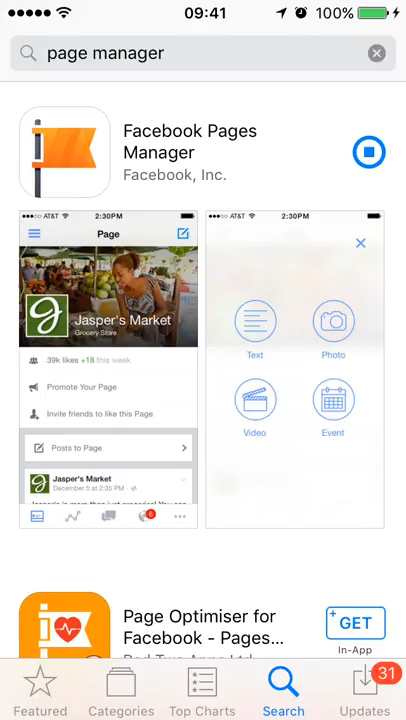 09:41
100%
page manager
Facebook Pages
Manager
Facebook, Inc.
AT&T
2:30PM
Page
Jasper's Market
Grocery Store
39k likes +18 this week
Promote Your Page
Invite friends to like this Page
Posts to Page
Jasper's Market
December 5 at 2:35 PM
6
AT&T
2:30PM
Text
Photo
Video
Event
Page Optimiser for
Facebook - Pages...
+GET
In-App
Featured
Categories
Top Charts
Search
31
Updates